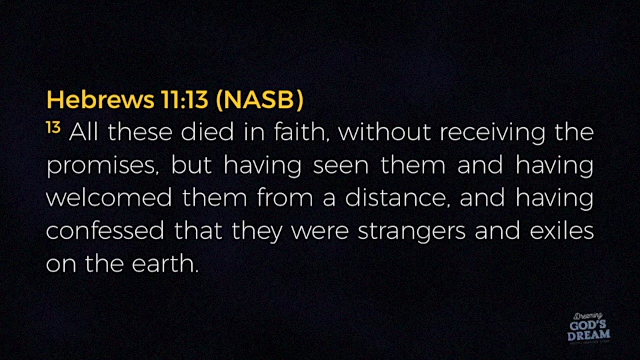 Hebrews 11:13 (NASB)
13 All these died in faith, without receiving the
promises, but having seen them and having
welcomed them from a distance, and having
confessed that they were strangers and exiles
on the earth.
Dreaming
GOD'S
DREAM